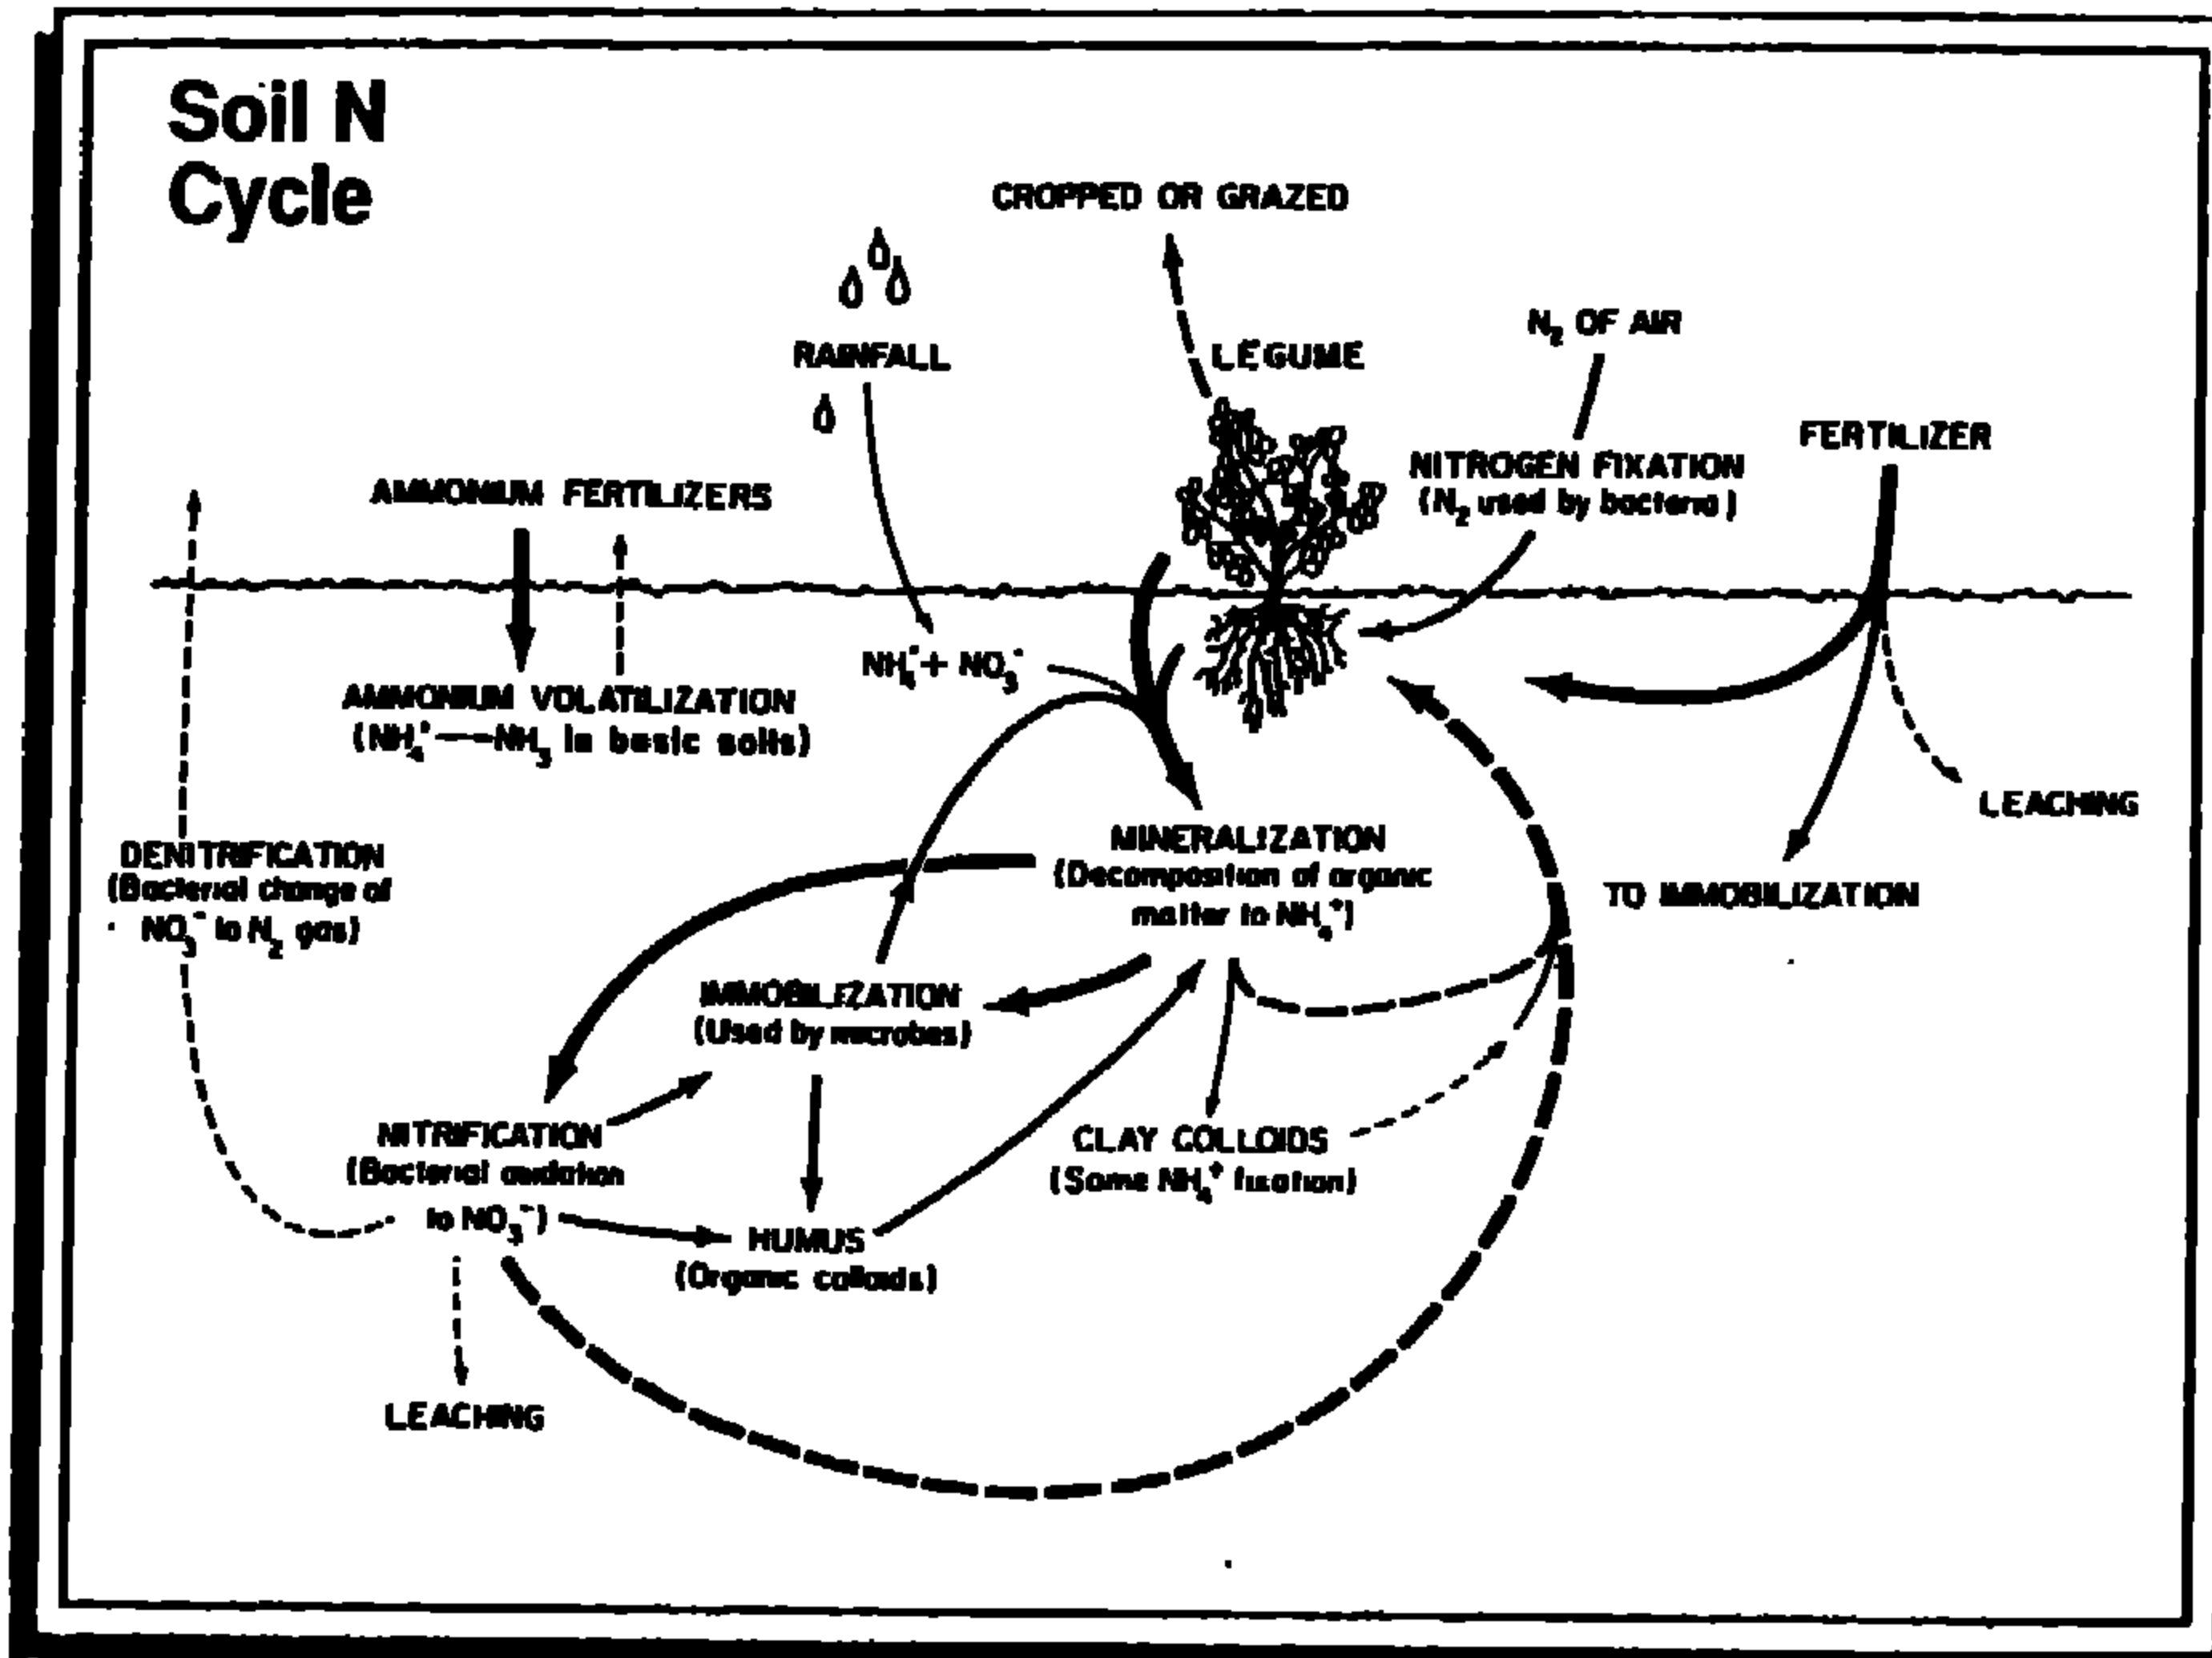 Soil N
Cycle
CROPPED OR GRAZED
RAINFALL
LEGUME
N₂ OF AIR
FERTILIZER
NITROGEN FIXATION
(N₂ used by bacteria)
AMMONIUM FERTILIZERS
NH₄⁺ + NO₃⁻
AMMONIUM VOLATILIZATION
(NH₄⁺—NH₃ in basic soils)
LEACHING
MINERALIZATION
(Decomposition of organic
matter to NH₄⁺)
DENITRIFICATION
(Bacterial change of
NO₃⁻ to N₂ gas)
TO IMMOBILIZATION
IMMOBILIZATION
(Used by microbes)
NITRIFICATION
(Bacterial oxidation
to NO₃⁻)
CLAY COLLOIDS
(Some NH₄⁺ fixation)
HUMUS
(Organic colloids)
LEACHING